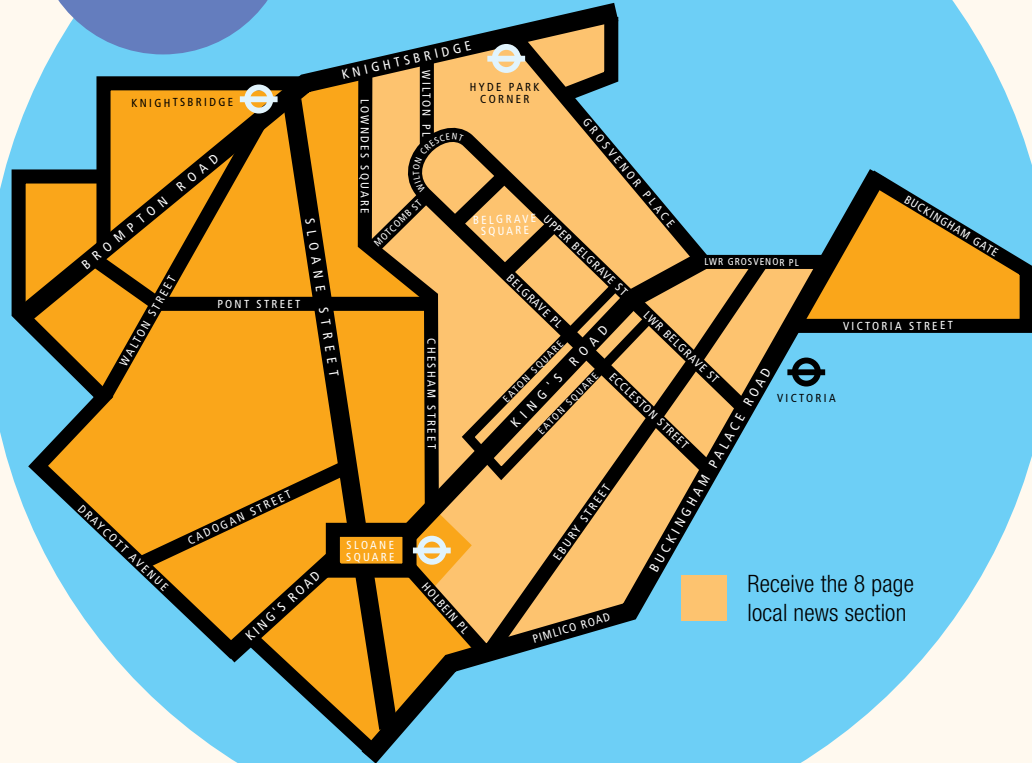 KNIGHTSBRIDGE
KNIGHTSBRIDGE
HYDE PARK
CORNER
WILTON PL
LOWNDES SQUARE
WILTON CRESCENT
GROSVENOR PLACE
BROMPTON ROAD
MOTCOMB ST
BELGRAVE
SQUARE
UPPER BELGRAVE ST
BUCKINGHAM GATE
SLOANE STREET
LWR GROSVENOR PL
WALTON STREET
PONT STREET
BELGRAVE PL
LWR BELGRAVE ST
VICTORIA STREET
CHESHAM STREET
EATON SQUARE
KING'S ROAD
EATON SQUARE
ECCLESTON STREET
VICTORIA
BUCKINGHAM PALACE ROAD
EBURY STREET
CADOGAN STREET
DRAYCOTT AVENUE
SLOANE
SQUARE
KING'S ROAD
HOLBEIN PL
PIMLICO ROAD
Receive the 8 page
local news section